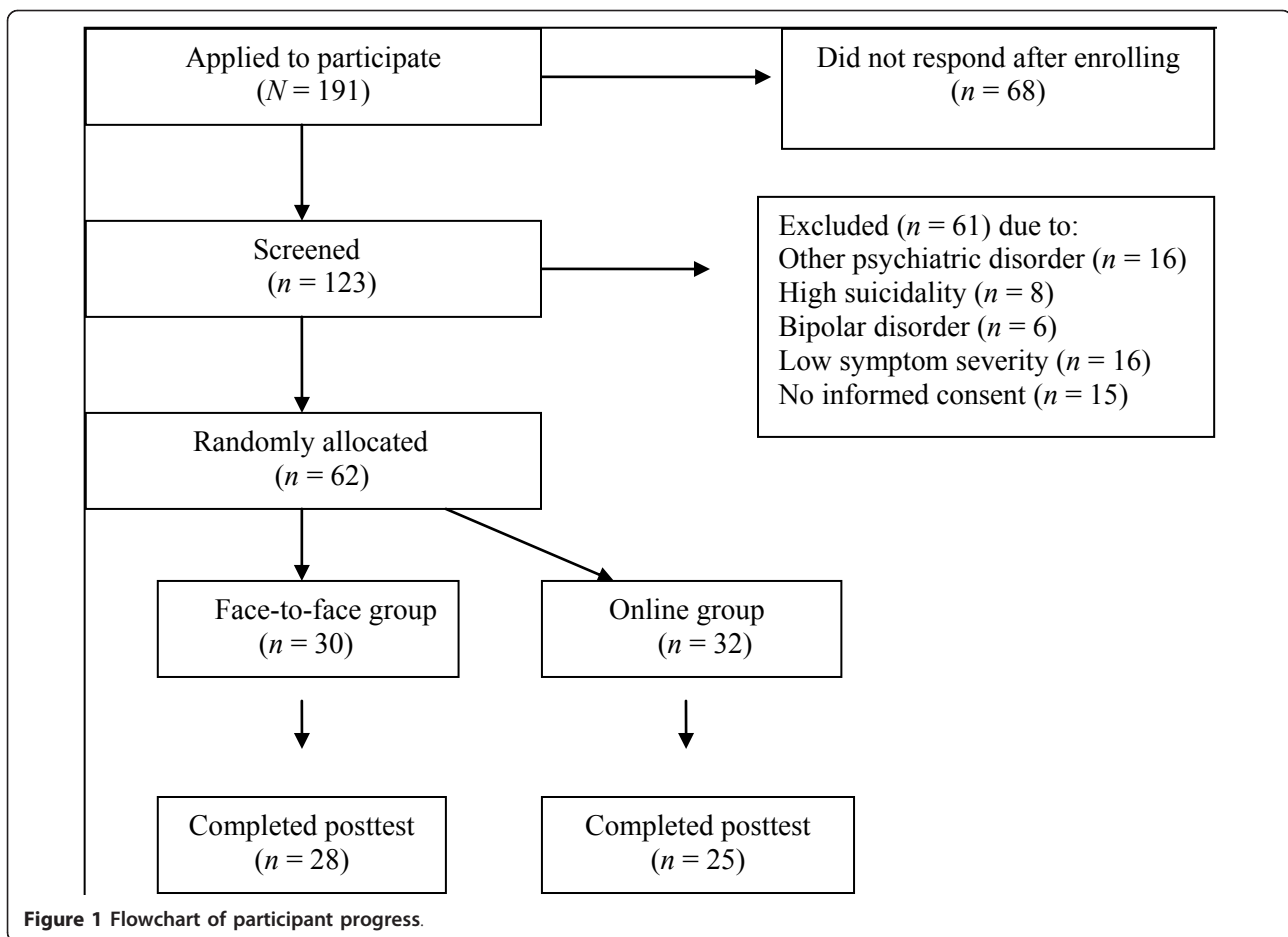 Applied to participate
(N = 191)
Did not respond after enrolling
(n = 68)
Screened
(n = 123)
Excluded (n = 61) due to:
Other psychiatric disorder (n = 16)
High suicidality (n = 8)
Bipolar disorder (n = 6)
Low symptom severity (n = 16)
No informed consent (n = 15)
Randomly allocated
(n = 62)
Face-to-face group
(n = 30)
Online group
(n = 32)
Completed posttest
(n = 28)
Completed posttest
(n = 25)
Figure 1 Flowchart of participant progress.